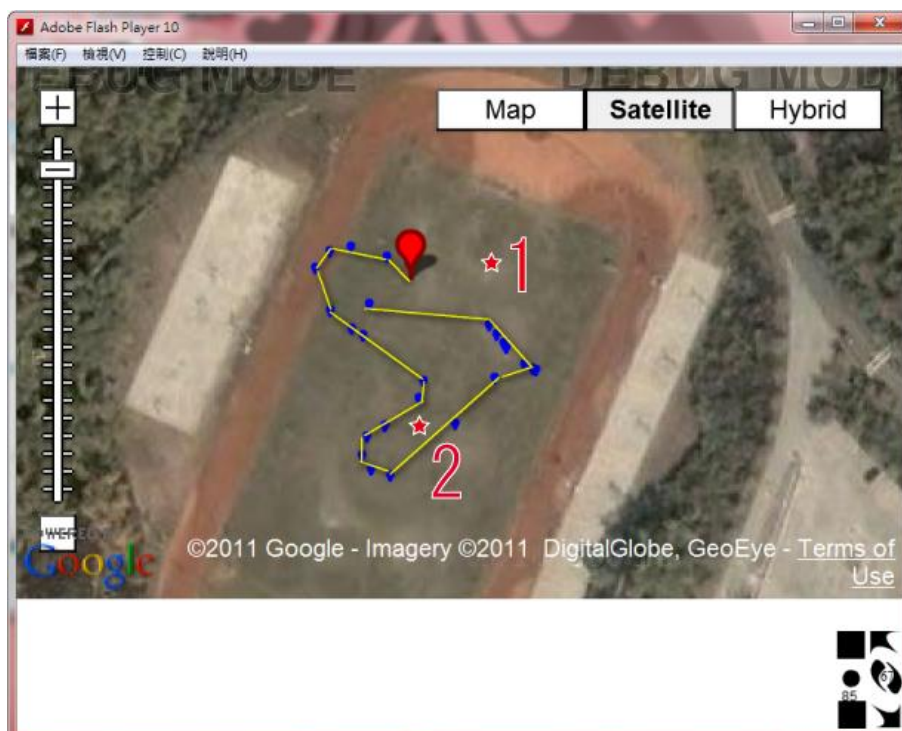 Adobe Flash Player 10
檔案(F) 檢視(V) 控制(C) 說明(H)
DEBUG MODE DEBUG MODE
Map Satellite Hybrid
1
2
Google
©2011 Google - Imagery ©2011 DigitalGlobe, GeoEye - Terms of
Use
67
85